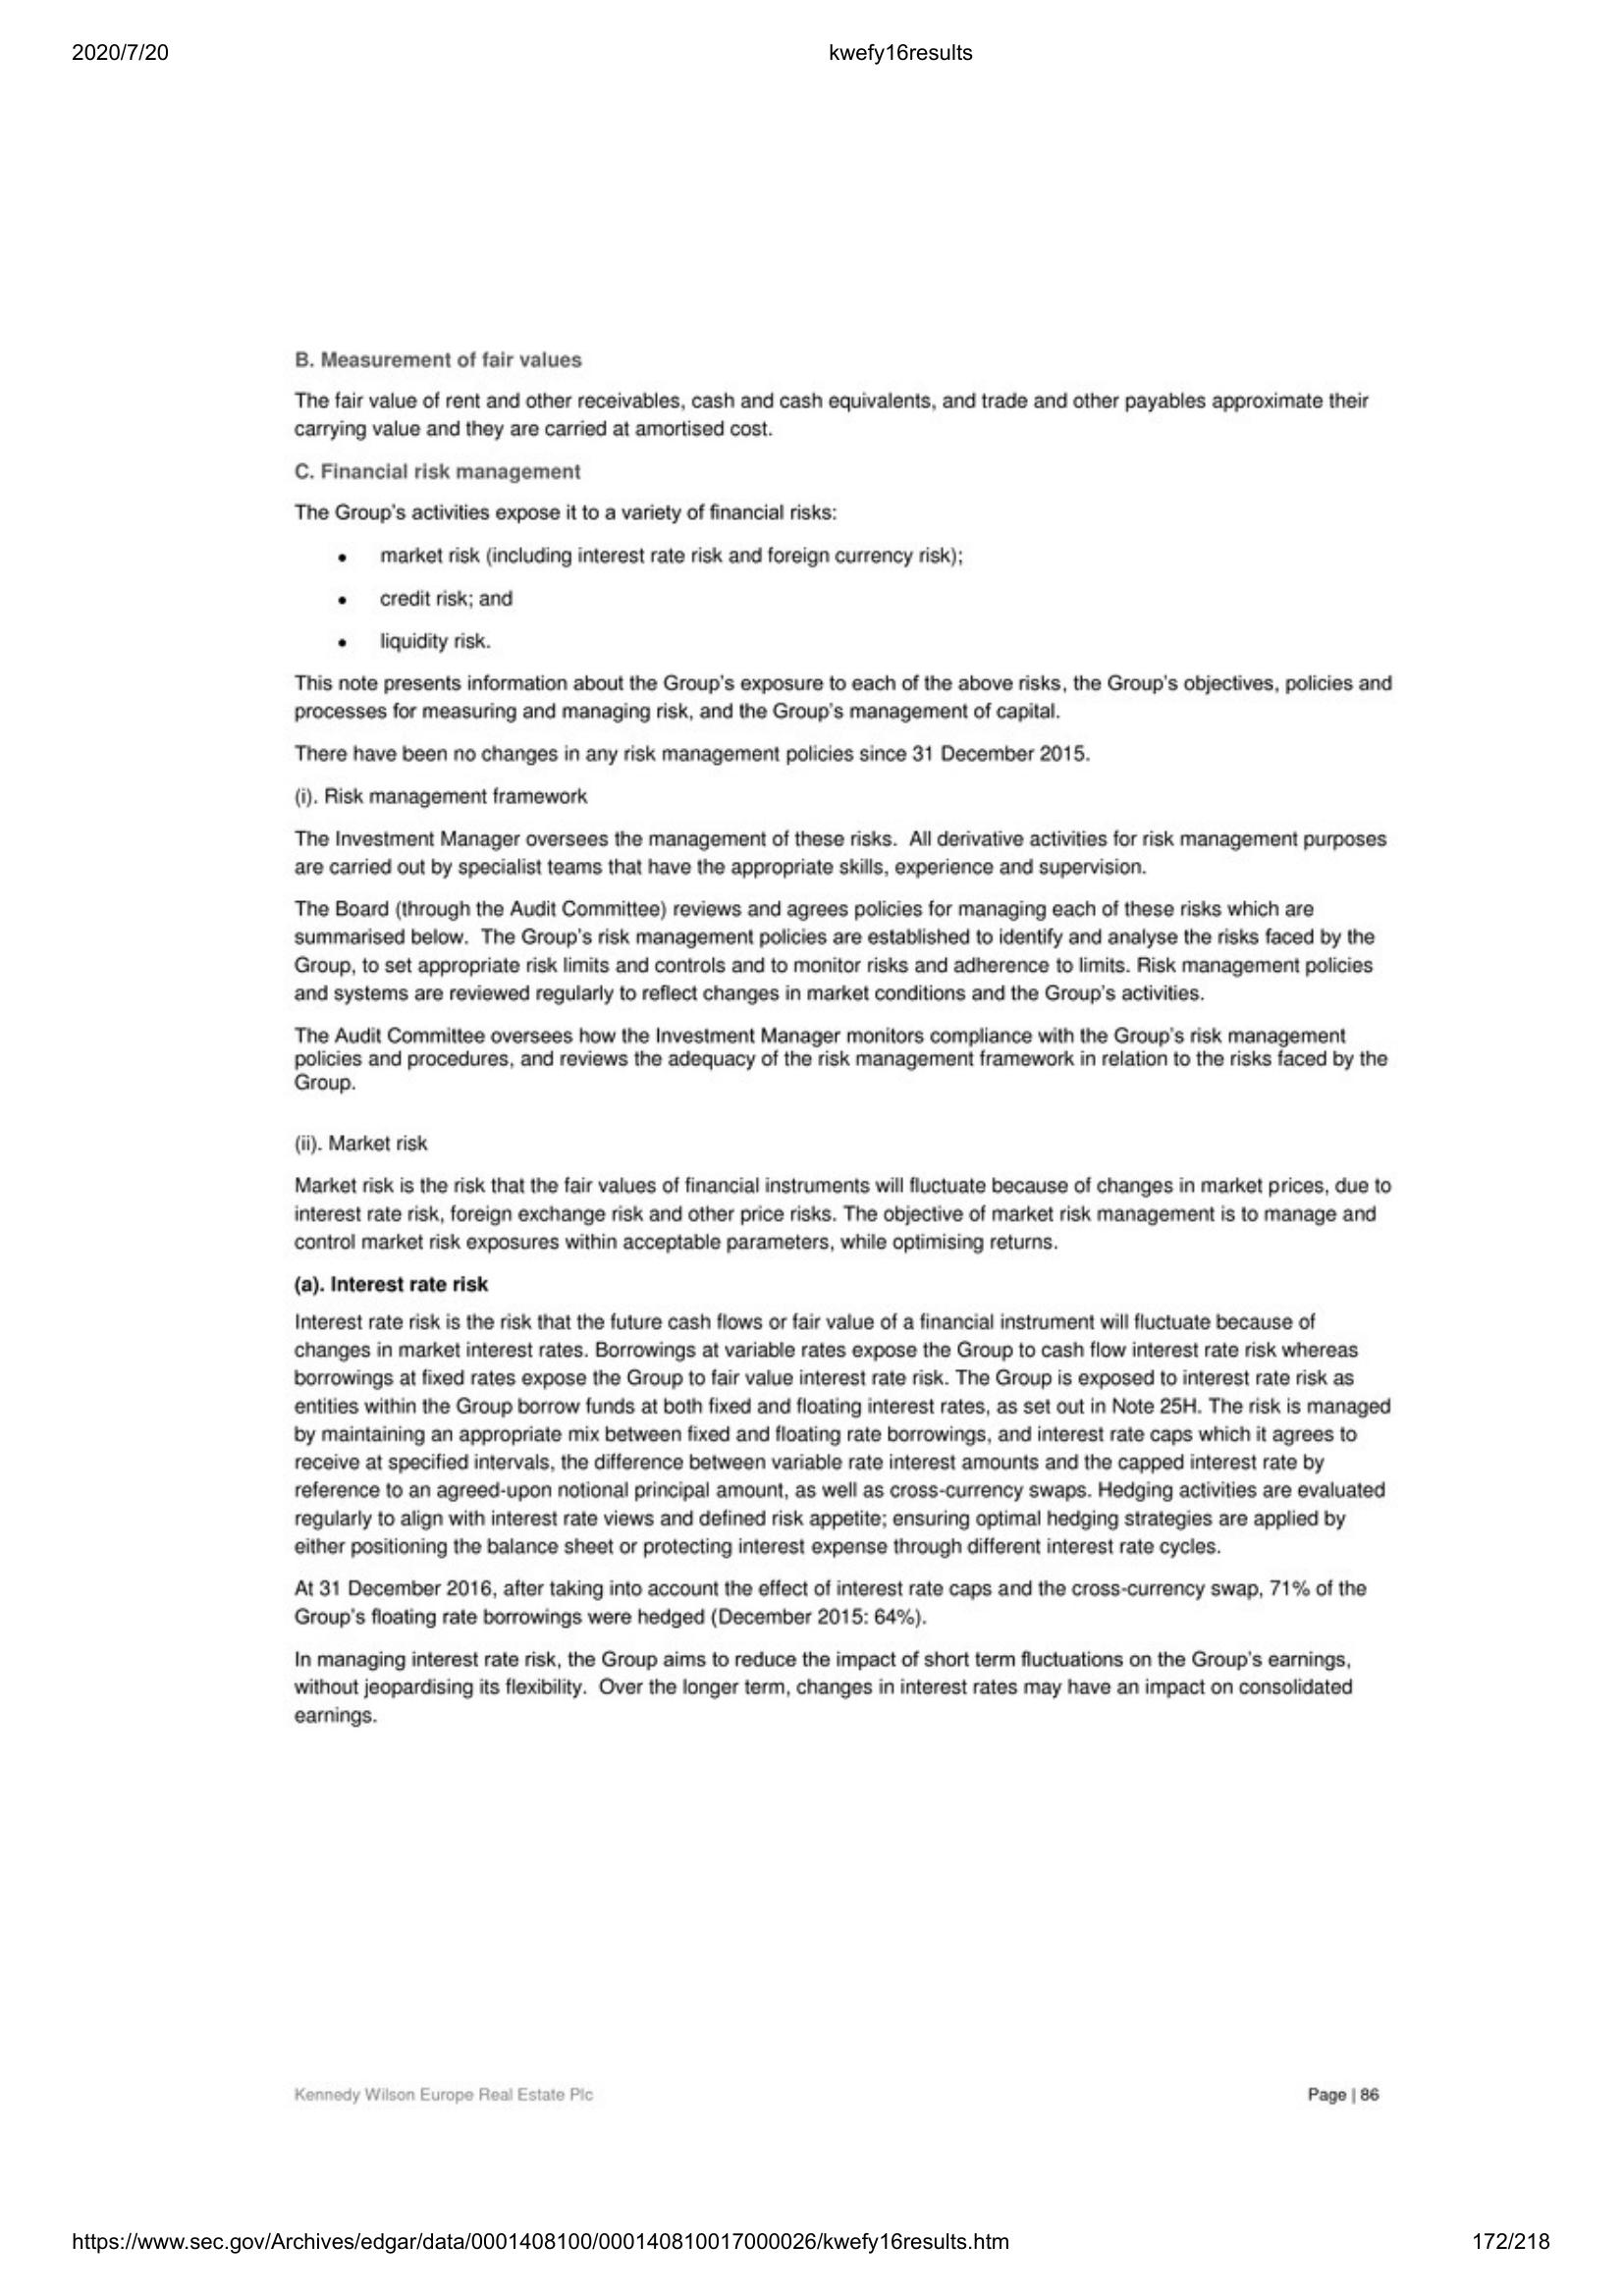 2020/7/20 kwefy16results
B. Measurement of fair values
The fair value of rent and other receivables, cash and cash equivalents, and trade and other payables approximate their
carrying value and they are carried at amortised cost.
C. Financial risk management
The Group's activities expose it to a variety of financial risks:
• market risk (including interest rate risk and foreign currency risk);
• credit risk; and
• liquidity risk.
This note presents information about the Group's exposure to each of the above risks, the Group's objectives, policies and
processes for measuring and managing risk, and the Group's management of capital.
There have been no changes in any risk management policies since 31 December 2015.
(i). Risk management framework
The Investment Manager oversees the management of these risks.  All derivative activities for risk management purposes
are carried out by specialist teams that have the appropriate skills, experience and supervision.
The Board (through the Audit Committee) reviews and agrees policies for managing each of these risks which are
summarised below.  The Group's risk management policies are established to identify and analyse the risks faced by the
Group, to set appropriate risk limits and controls and to monitor risks and adherence to limits. Risk management policies
and systems are reviewed regularly to reflect changes in market conditions and the Group's activities.
The Audit Committee oversees how the Investment Manager monitors compliance with the Group's risk management
policies and procedures, and reviews the adequacy of the risk management framework in relation to the risks faced by the
Group.
(ii). Market risk
Market risk is the risk that the fair values of financial instruments will fluctuate because of changes in market prices, due to
interest rate risk, foreign exchange risk and other price risks. The objective of market risk management is to manage and
control market risk exposures within acceptable parameters, while optimising returns.
(a). Interest rate risk
Interest rate risk is the risk that the future cash flows or fair value of a financial instrument will fluctuate because of
changes in market interest rates. Borrowings at variable rates expose the Group to cash flow interest rate risk whereas
borrowings at fixed rates expose the Group to fair value interest rate risk. The Group is exposed to interest rate risk as
entities within the Group borrow funds at both fixed and floating interest rates, as set out in Note 25H. The risk is managed
by maintaining an appropriate mix between fixed and floating rate borrowings, and interest rate caps which it agrees to
receive at specified intervals, the difference between variable rate interest amounts and the capped interest rate by
reference to an agreed-upon notional principal amount, as well as cross-currency swaps. Hedging activities are evaluated
regularly to align with interest rate views and defined risk appetite; ensuring optimal hedging strategies are applied by
either positioning the balance sheet or protecting interest expense through different interest rate cycles.
At 31 December 2016, after taking into account the effect of interest rate caps and the cross-currency swap, 71% of the
Group's floating rate borrowings were hedged (December 2015: 64%).
In managing interest rate risk, the Group aims to reduce the impact of short term fluctuations on the Group's earnings,
without jeopardising its flexibility.  Over the longer term, changes in interest rates may have an impact on consolidated
earnings.
Kennedy Wilson Europe Real Estate Plc Page | 86
https://www.sec.gov/Archives/edgar/data/0001408100/000140810017000026/kwefy16results.htm 172/218